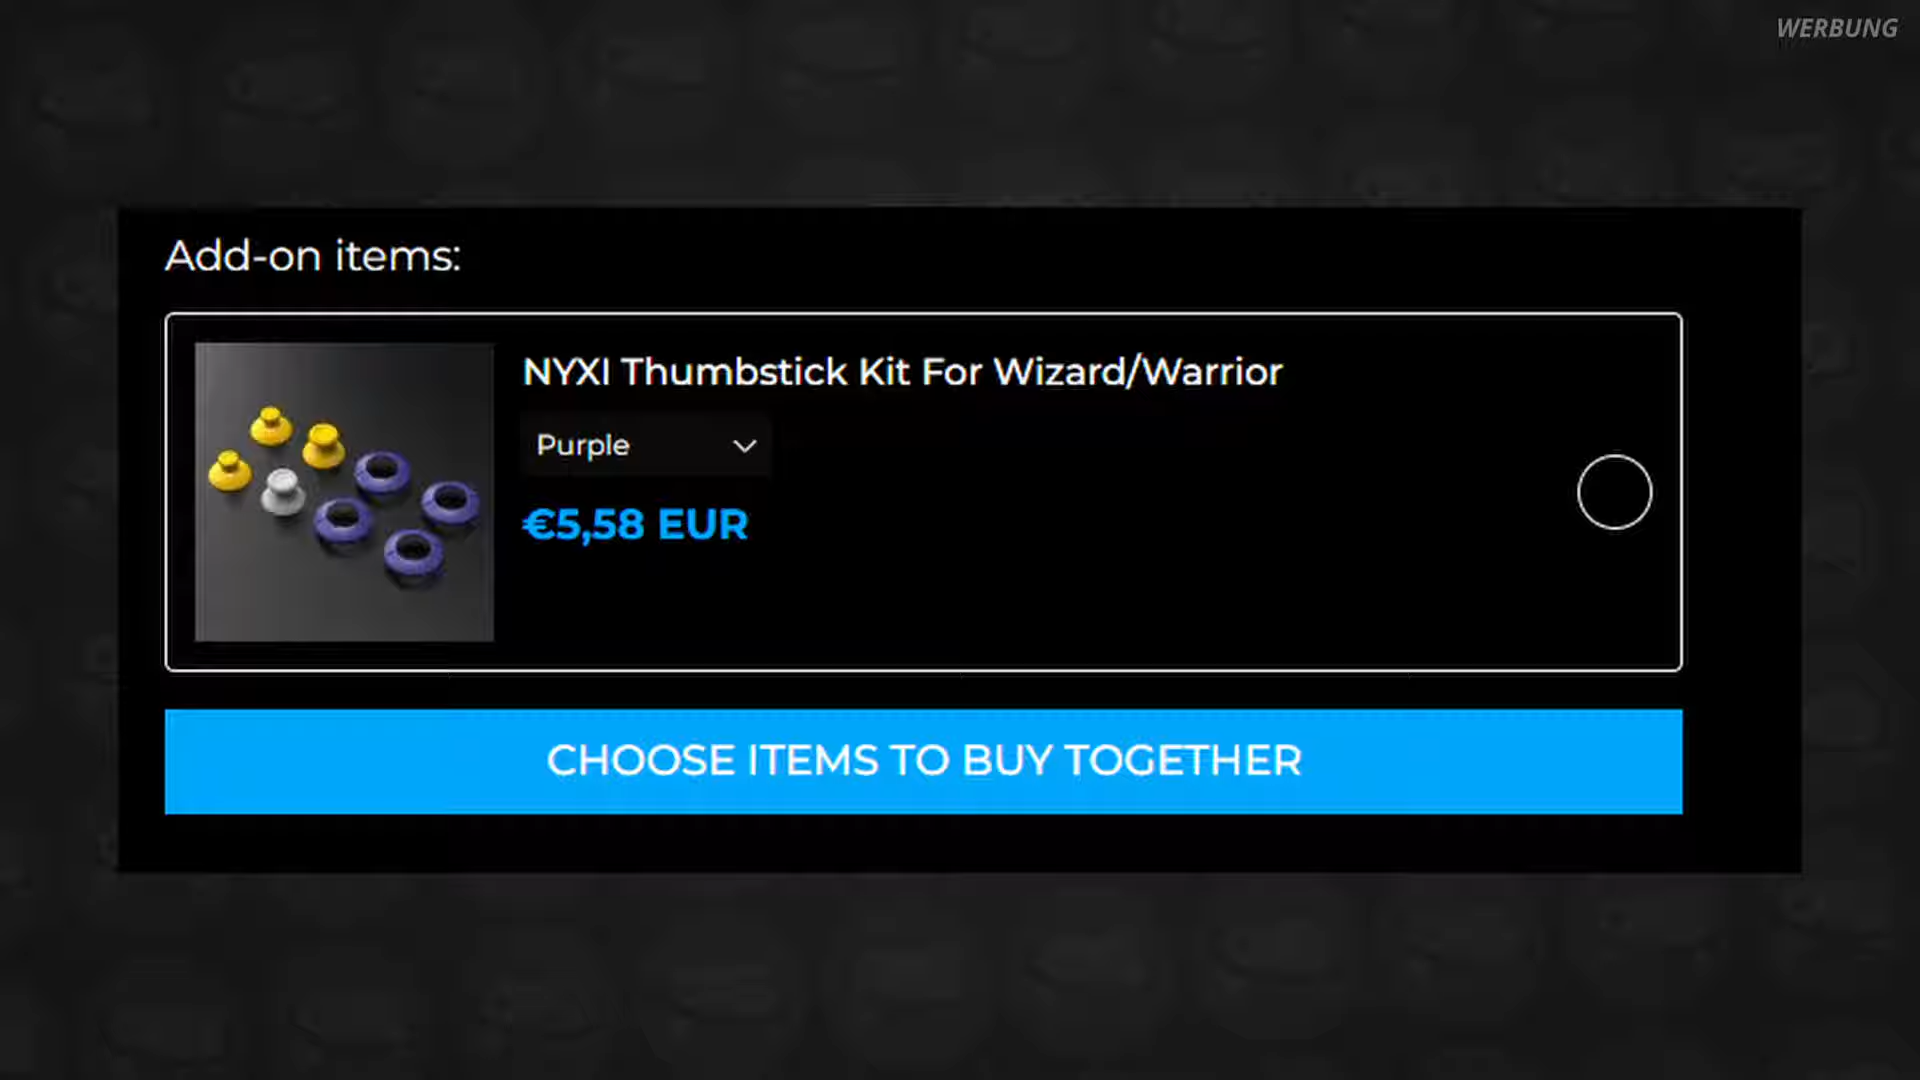 WERBUNG
Add-on items:
NYXI Thumbstick Kit For Wizard/Warrior
Purple
€5,58 EUR
CHOOSE ITEMS TO BUY TOGETHER